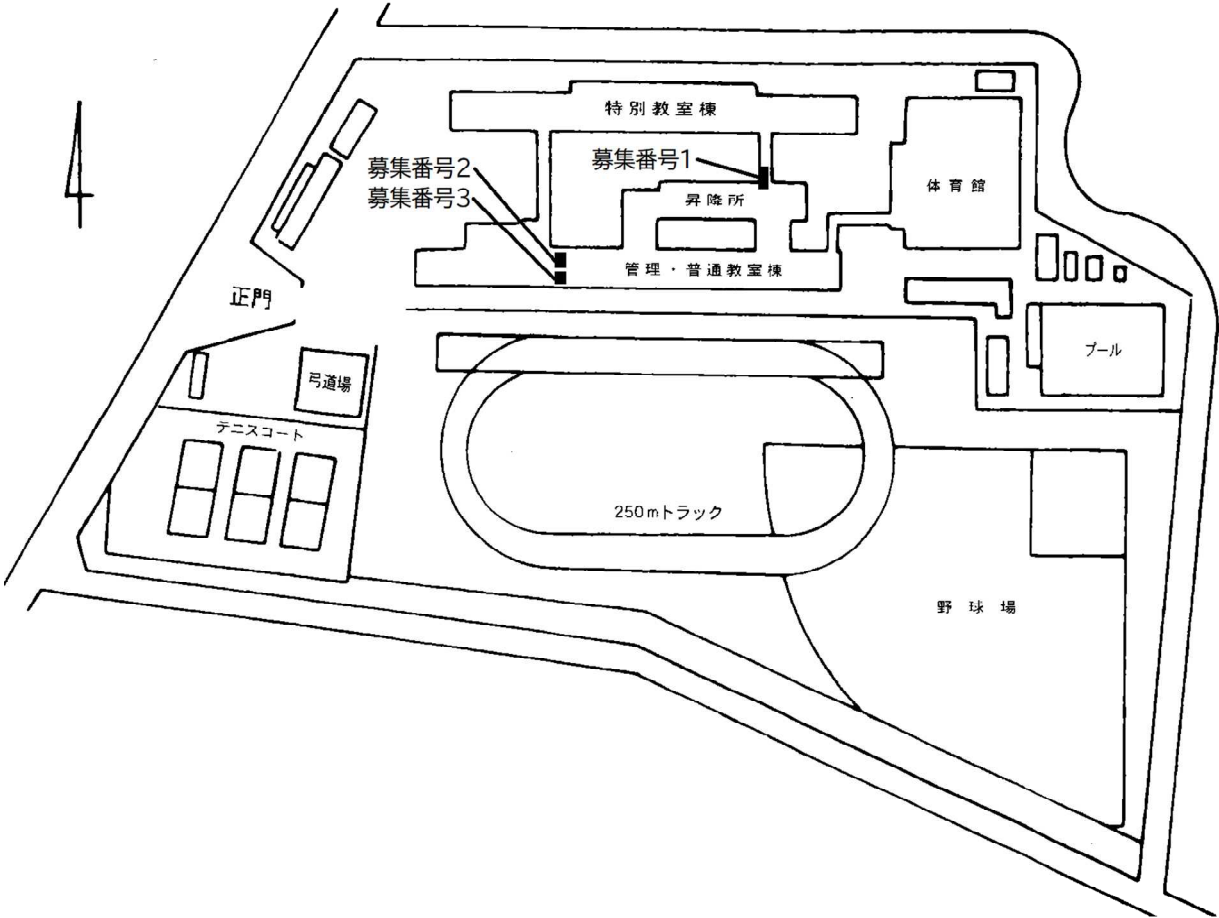 特別教室棟
募集番号1
募集番号2
募集番号3
昇降所
体育館
管理・普通教室棟
正門
プール
弓道場
テニスコート
250mトラック
野球場